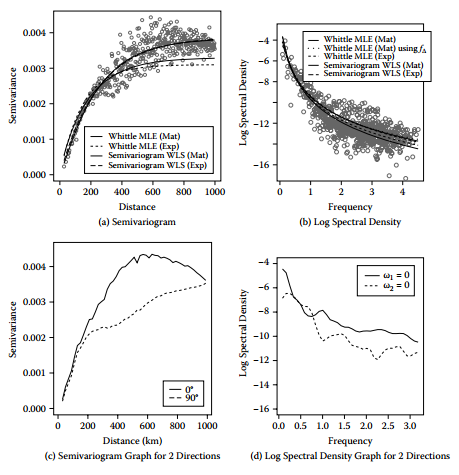 0.004
0.003
0.002
0.001
0.000
Semivariance
Whittle MLE (Mat)
Whittle MLE (Exp)
Semivariogram WLS (Mat)
Semivariogram WLS (Exp)
0 200 400 600 800 1000
Distance
(a) Semivariogram
−4
−8
−12
−16
Log Spectral Density
Whittle MLE (Mat)
Whittle MLE (Mat) using fΔ
Whittle MLE (Exp)
Semivariogram WLS (Mat)
Semivariogram WLS (Exp)
0 1 2 3 4
Frequency
(b) Log Spectral Density
0.004
0.003
0.002
0.001
0.000
Semivariance
0°
90°
0 200 400 600 800 1000
Distance (km)
(c) Semivariogram Graph for 2 Directions
−4
−6
−8
−10
−12
−16
Log Spectral Density
ω1 = 0
ω2 = 0
0.0 0.5 1.0 1.5 2.0 2.5 3.0
Frequency
(d) Log Spectral Density Graph for 2 Directions